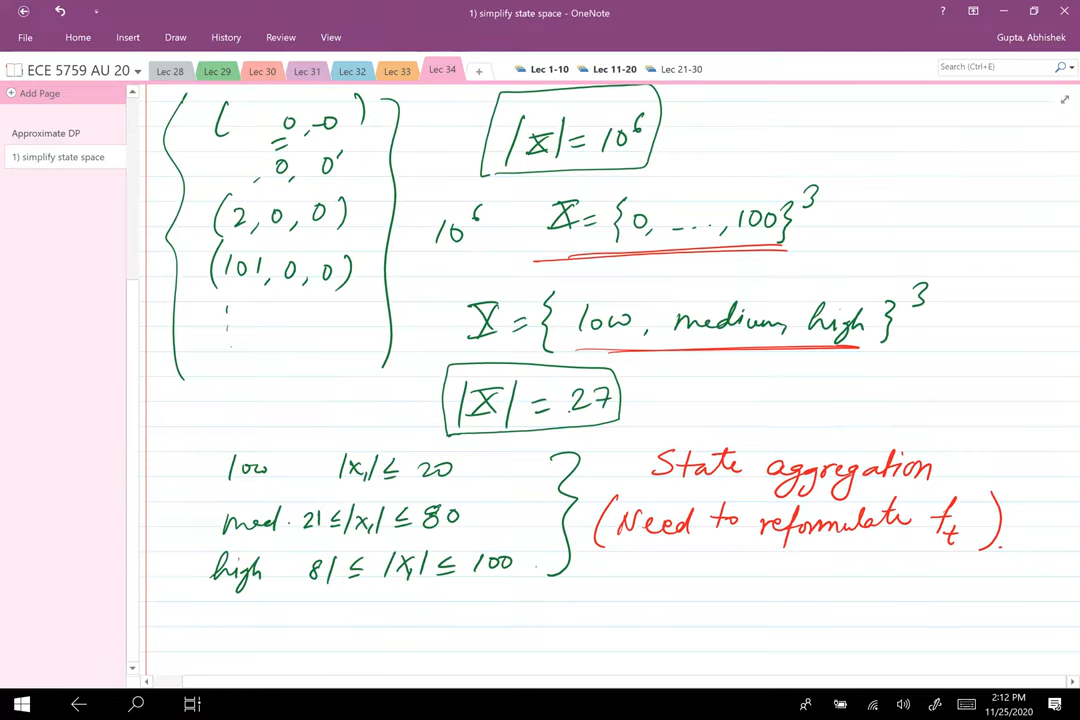 1) simplify state space - OneNote
?
File Home Insert Draw History Review View
Gupta, Abhishek
ECE 5759 AU 20
Lec 28 Lec 29 Lec 30 Lec 31 Lec 32 Lec 33 Lec 34 + Lec 1-10 Lec 11-20 Lec 21-30
Search (Ctrl+E)
Add Page
Approximate DP
1) simplify state space
( 0, 0 )
, 0, 0
(2, 0, 0)
(101, 0, 0)
|X| = 10^6
10^6 X = {0, ..., 100}^3
X = { low, medium, high }^3
|X| = 27
low |x₁| ≤ 20
med. 21 ≤ |x₁| ≤ 80
high 81 ≤ |x₁| ≤ 100
State aggregation
(Need to reformulate f_t).
2:12 PM
11/25/2020